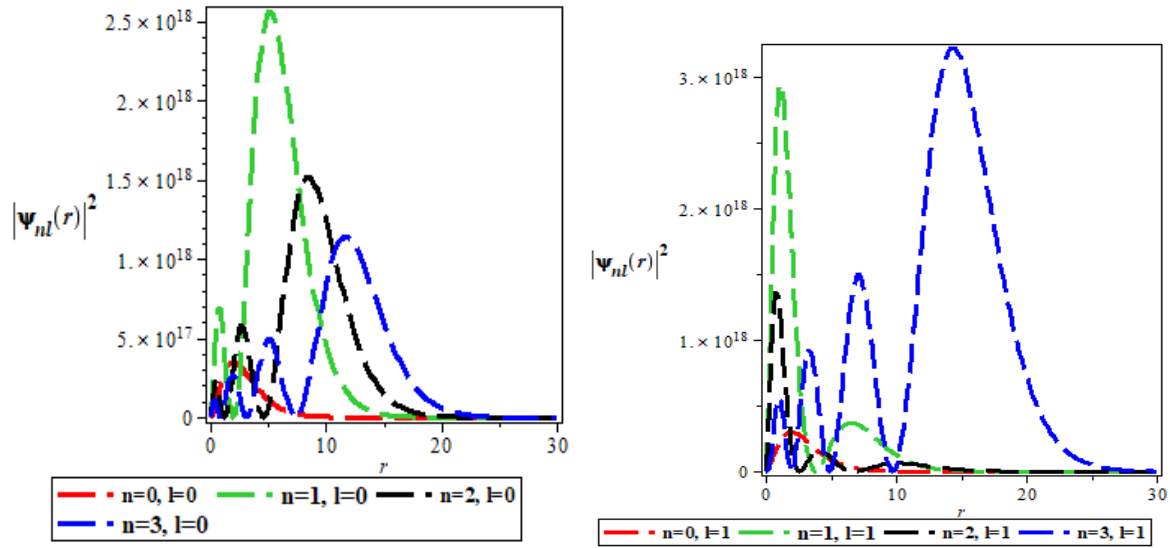 2.5 × 10^18
2. × 10^18
1.5 × 10^18
|ψ_nl(r)|^2
1. × 10^18
5. × 10^17
0
0 10 20 30
r
n=0, l=0 n=1, l=0 n=2, l=0
n=3, l=0
3. × 10^18
2. × 10^18
|ψ_nl(r)|^2
1. × 10^18
0
0 10 20 30
r
n=0, l=1 n=1, l=1 n=2, l=1 n=3, l=1